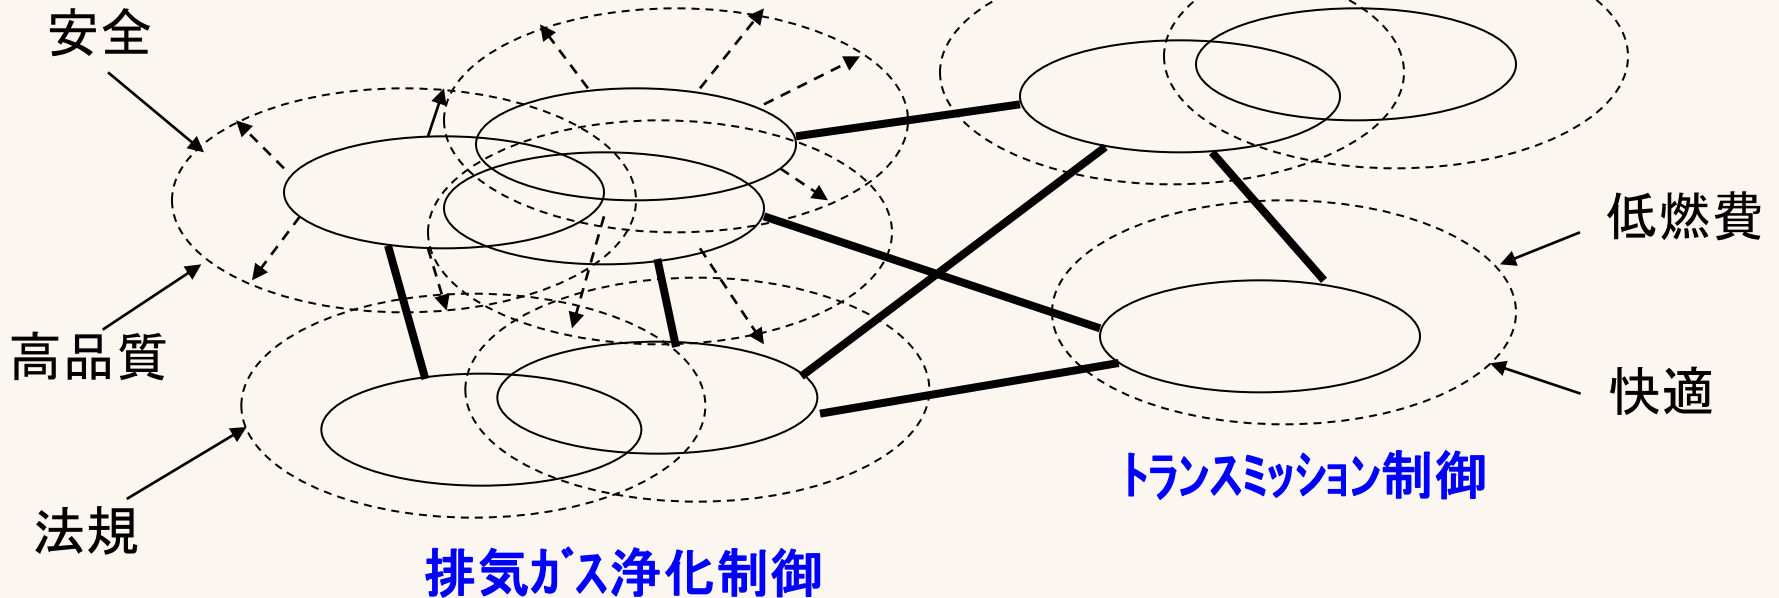 安全
低燃費
高品質
快適
トランスミッション制御
法規
排気ガス浄化制御